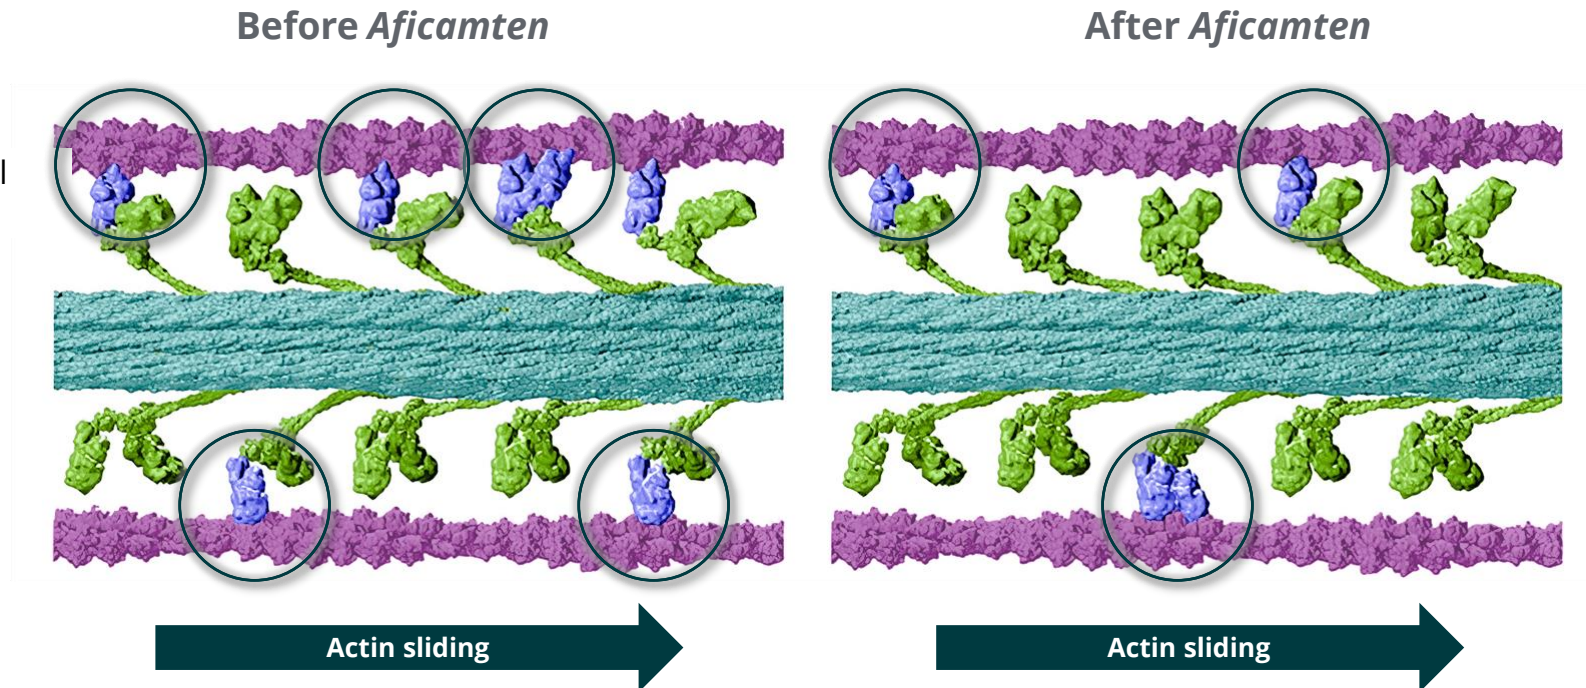 Before Aficamten
After Aficamten
Actin sliding
Actin sliding